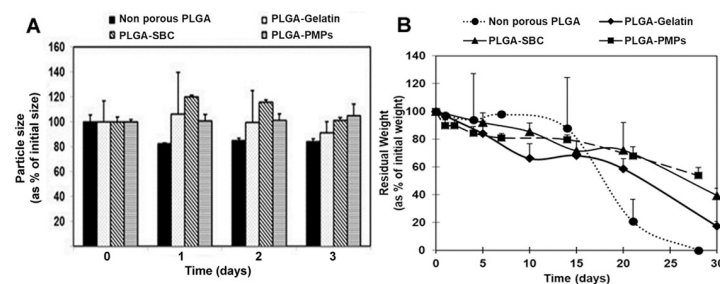 A
Non porous PLGA
PLGA-Gelatin
PLGA-SBC
PLGA-PMPs
Particle size
(as % of initial size)
160
140
120
100
80
60
40
20
0
1
2
3
Time (days)
B
Non porous PLGA
PLGA-Gelatin
PLGA-SBC
PLGA-PMPs
Residual Weight
(as % of initial weight)
140
120
100
80
60
40
20
0
0
5
10
15
20
25
30
Time (days)